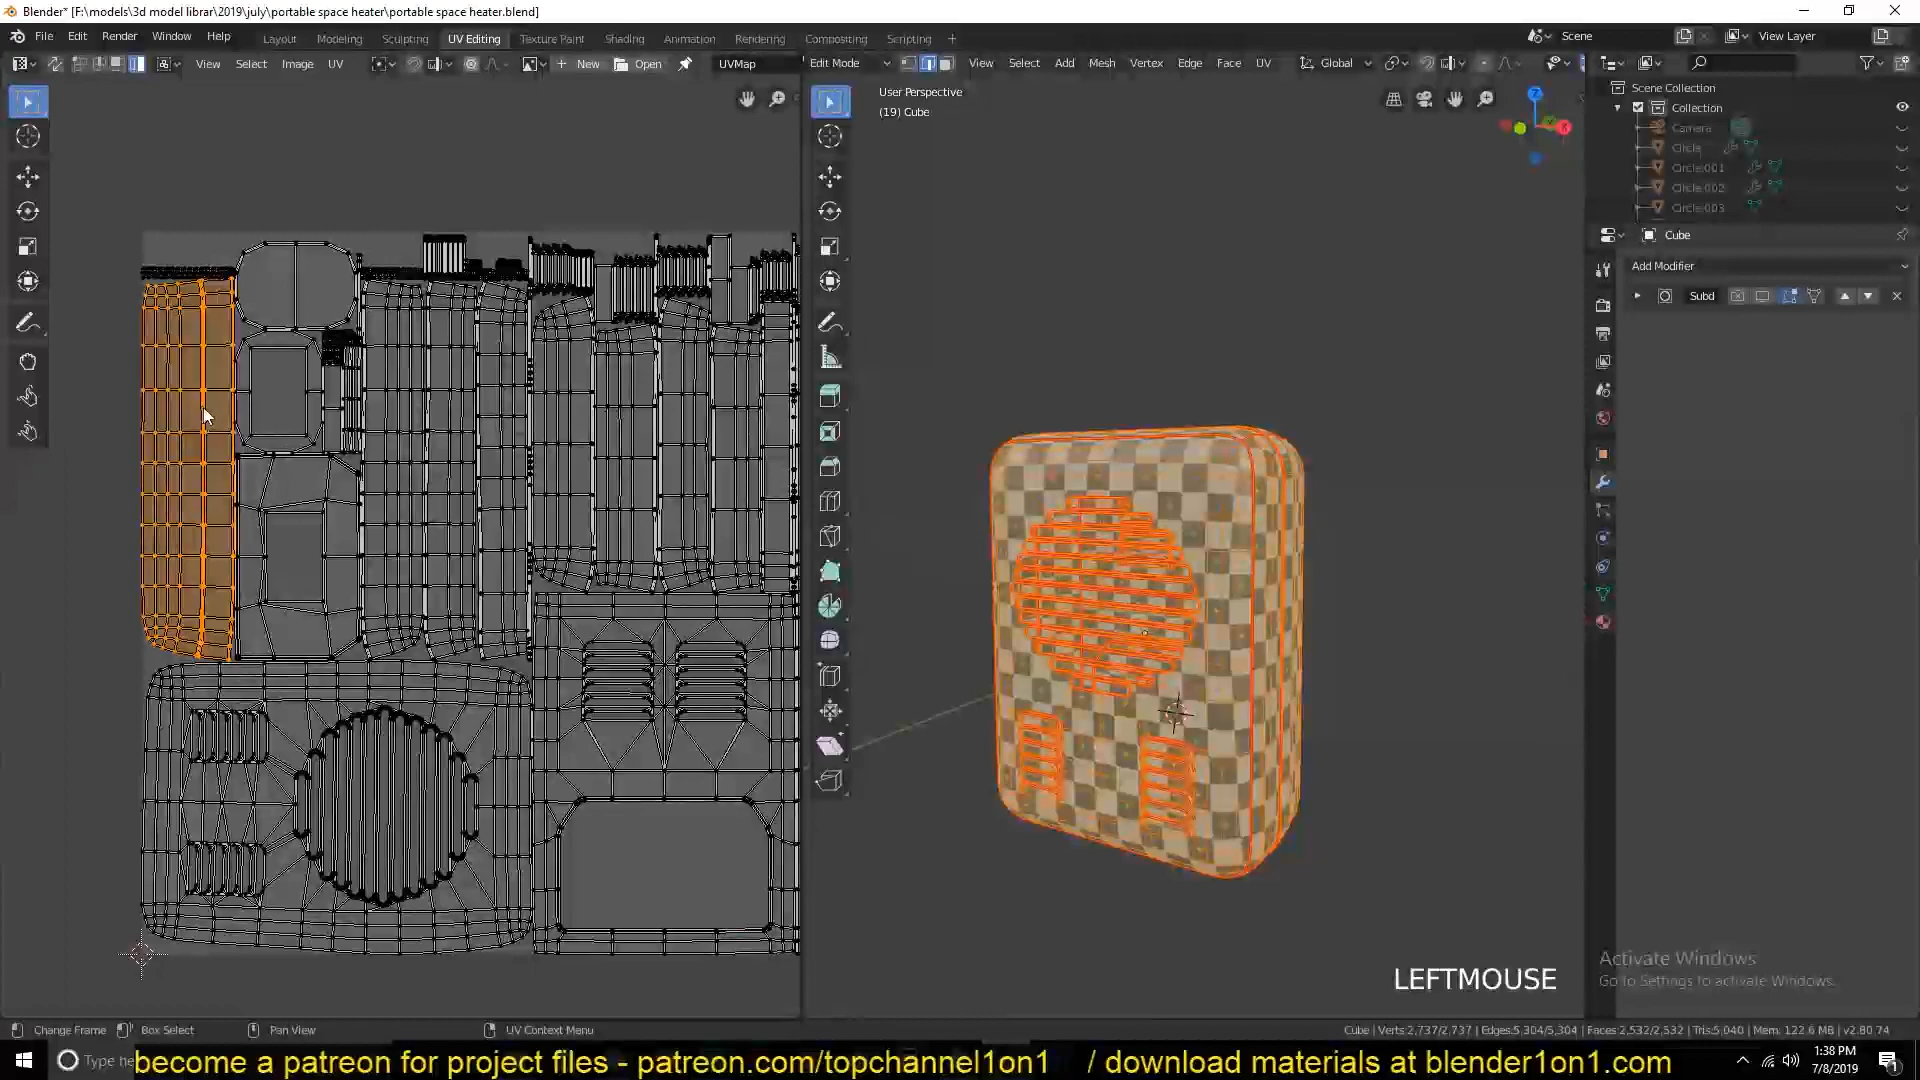 Blender* [F:\models\3d model librar\2019\july\portable space heater\portable space heater.blend]
File Edit Render Window Help Layout Modeling Sculpting UV Editing Texture Paint Shading Animation Rendering Compositing Scripting + Scene View Layer
View Select Image UV + New Open UVMap Edit Mode View Select Add Mesh Vertex Edge Face UV Global
User Perspective
(19) Cube
Scene Collection
Collection
Camera
Circle
Circle.001
Circle.002
Circle.003
Cube
Add Modifier
Subd
Activate Windows
Go to Settings to activate Windows.
LEFTMOUSE
Change Frame Box Select Pan View UV Context Menu Cube | Verts:2,737/2,737 | Edges:5,304/5,304 | Faces:2,532/2,532 | Tris:5,040 | Mem: 122.6 MB | v2.80.74
Type he
become a patreon for project files - patreon.com/topchannel1on1 / download materials at blender1on1.com
1:38 PM
7/8/2019
1